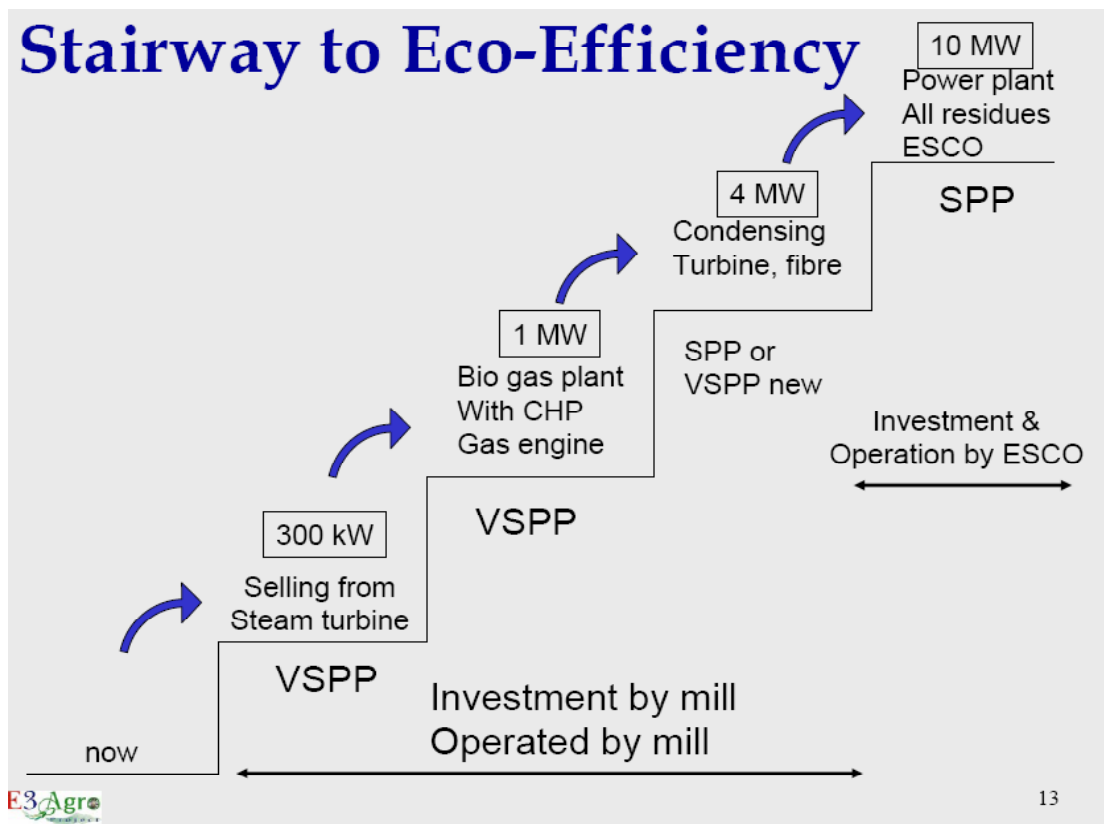 Stairway to Eco-Efficiency
10 MW
Power plant
All residues
ESCO
SPP
4 MW
Condensing
Turbine, fibre
SPP or
VSPP new
1 MW
Bio gas plant
With CHP
Gas engine
VSPP
Investment &
Operation by ESCO
300 kW
Selling from
Steam turbine
VSPP
Investment by mill
Operated by mill
now
E3Agro
Project
13